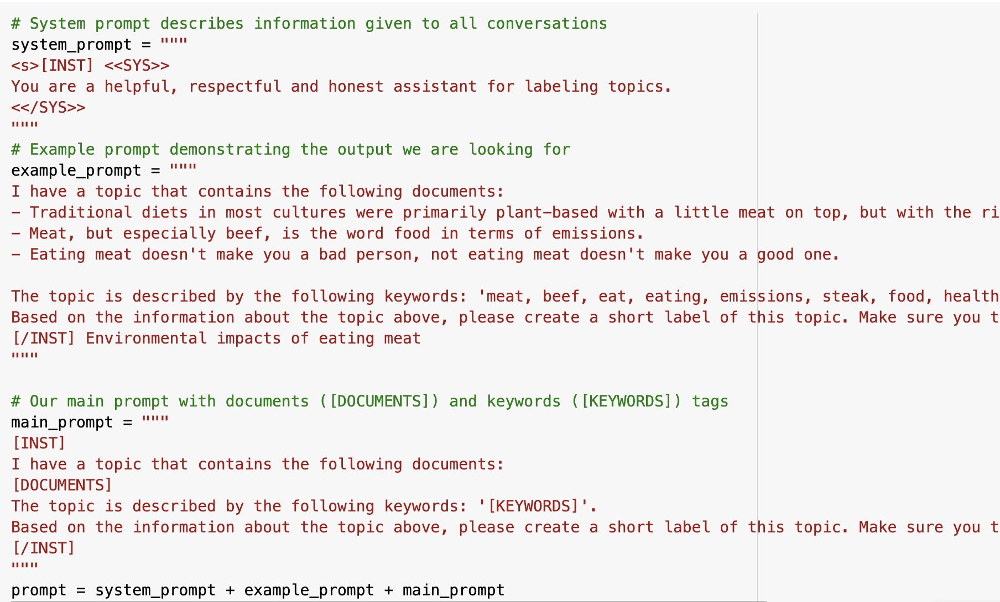 # System prompt describes information given to all conversations
system_prompt = """
<s>[INST] <<SYS>>
You are a helpful, respectful and honest assistant for labeling topics.
<</SYS>>
"""
# Example prompt demonstrating the output we are looking for
example_prompt = """
I have a topic that contains the following documents:
- Traditional diets in most cultures were primarily plant-based with a little meat on top, but with the ri
- Meat, but especially beef, is the word food in terms of emissions.
- Eating meat doesn't make you a bad person, not eating meat doesn't make you a good one.
The topic is described by the following keywords: 'meat, beef, eat, eating, emissions, steak, food, health
Based on the information about the topic above, please create a short label of this topic. Make sure you t
[/INST] Environmental impacts of eating meat
"""
# Our main prompt with documents ([DOCUMENTS]) and keywords ([KEYWORDS]) tags
main_prompt = """
[INST]
I have a topic that contains the following documents:
[DOCUMENTS]
The topic is described by the following keywords: '[KEYWORDS]'.
Based on the information about the topic above, please create a short label of this topic. Make sure you t
[/INST]
"""
prompt = system_prompt + example_prompt + main_prompt